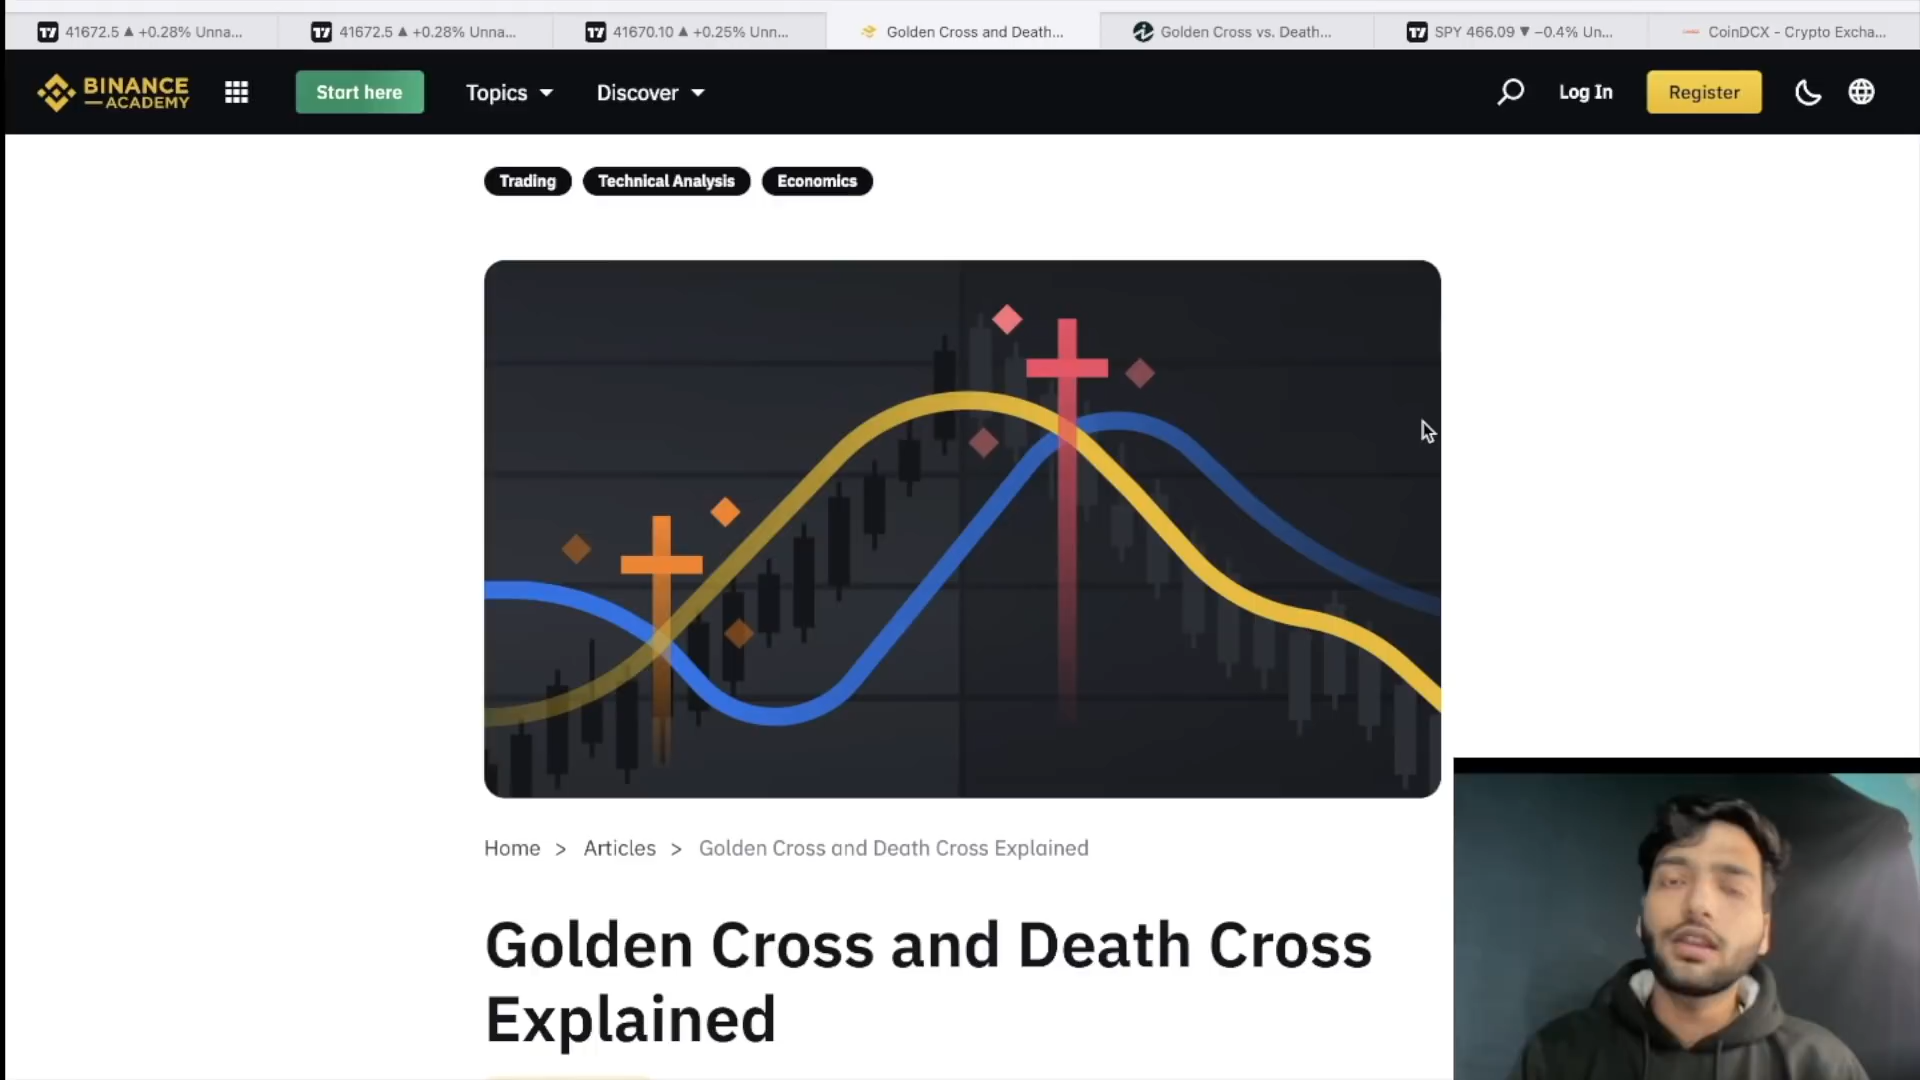 41672.5 ▲ +0.28% Unna...
41672.5 ▲ +0.28% Unna...
41670.10 ▲ +0.25% Unn...
Golden Cross and Death...
Golden Cross vs. Death...
SPY 466.09 ▼ −0.4% Un...
CoinDCX - Crypto Excha...
BINANCE
ACADEMY
Start here
Topics
Discover
Log In
Register
Trading
Technical Analysis
Economics
Home > Articles > Golden Cross and Death Cross Explained
Golden Cross and Death Cross
Explained